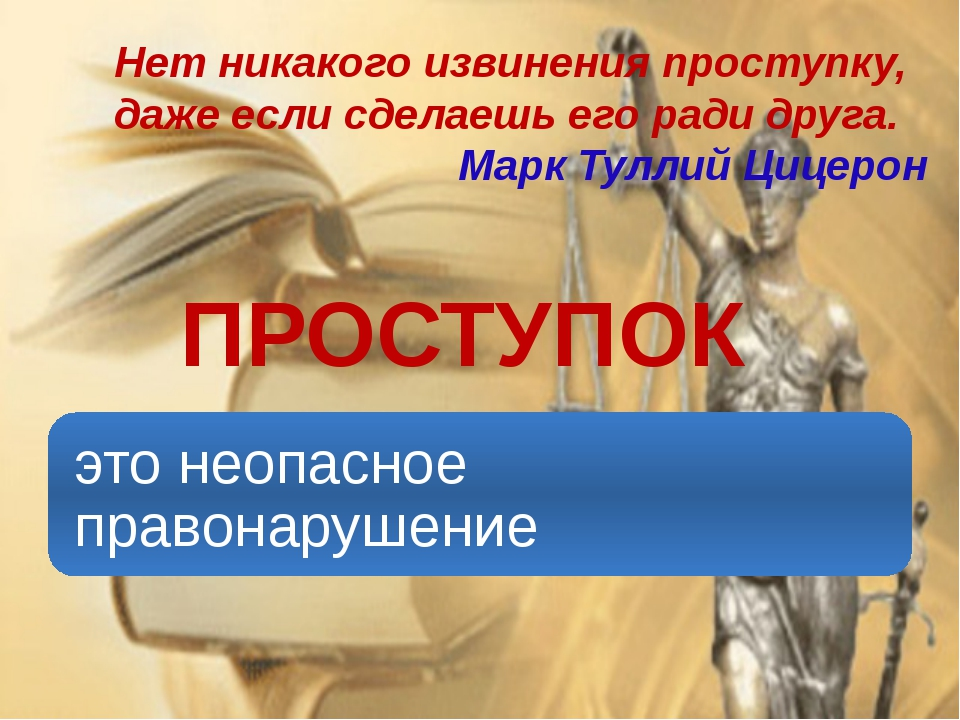 Нет никакого извинения проступку,
даже если сделаешь его ради друга.
Марк Туллий Цицерон
ПРОСТУПОК
это неопасное
правонарушение